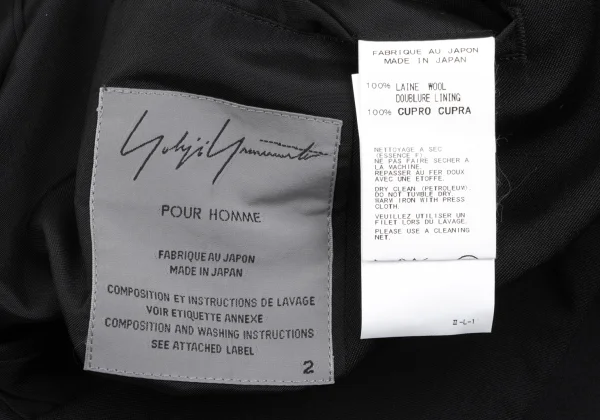 Yohji Yamamoto
POUR HOMME
FABRIQUE AU JAPON
MADE IN JAPAN
COMPOSITION ET INSTRUCTIONS DE LAVAGE
VOIR ETIQUETTE ANNEXE
COMPOSITION AND WASHING INSTRUCTIONS
SEE ATTACHED LABEL
2
FABRIQUE AU JAPON
MADE IN JAPAN
100% LAINE WOOL
DOUBLURE LINING
100% CUPRO CUPRA
NETTOYAGE A SEC
(ESSENCE F)
NE PAS FAIRE SECHER A
LA MACHINE.
REPASSER AU FER DOUX
AVEC UNE ETOFFE.
DRY CLEAN (PETROLEUM)
DO NOT TUMBLE DRY.
WARM IRON WITH PRESS
CLOTH.
VEUILLEZ UTILISER UN
FILET LORS DU LAVAGE.
PLEASE USE A CLEANING
NET.
II-L-1